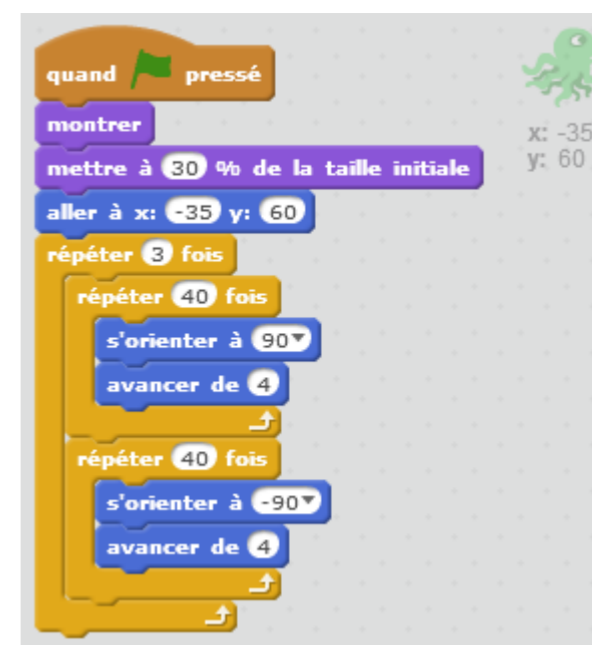 quand pressé
montrer
mettre à 30 % de la taille initiale
aller à x: -35 y: 60
répéter 3 fois
répéter 40 fois
s'orienter à 90
avancer de 4
répéter 40 fois
s'orienter à -90
avancer de 4
x: -35
y: 60